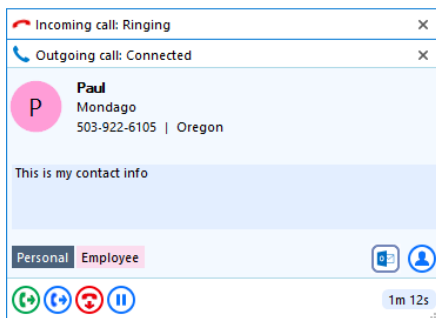 Incoming call: Ringing
Outgoing call: Connected
P
Paul
Mondago
503-922-6105 | Oregon
This is my contact info
Personal Employee
1m 12s